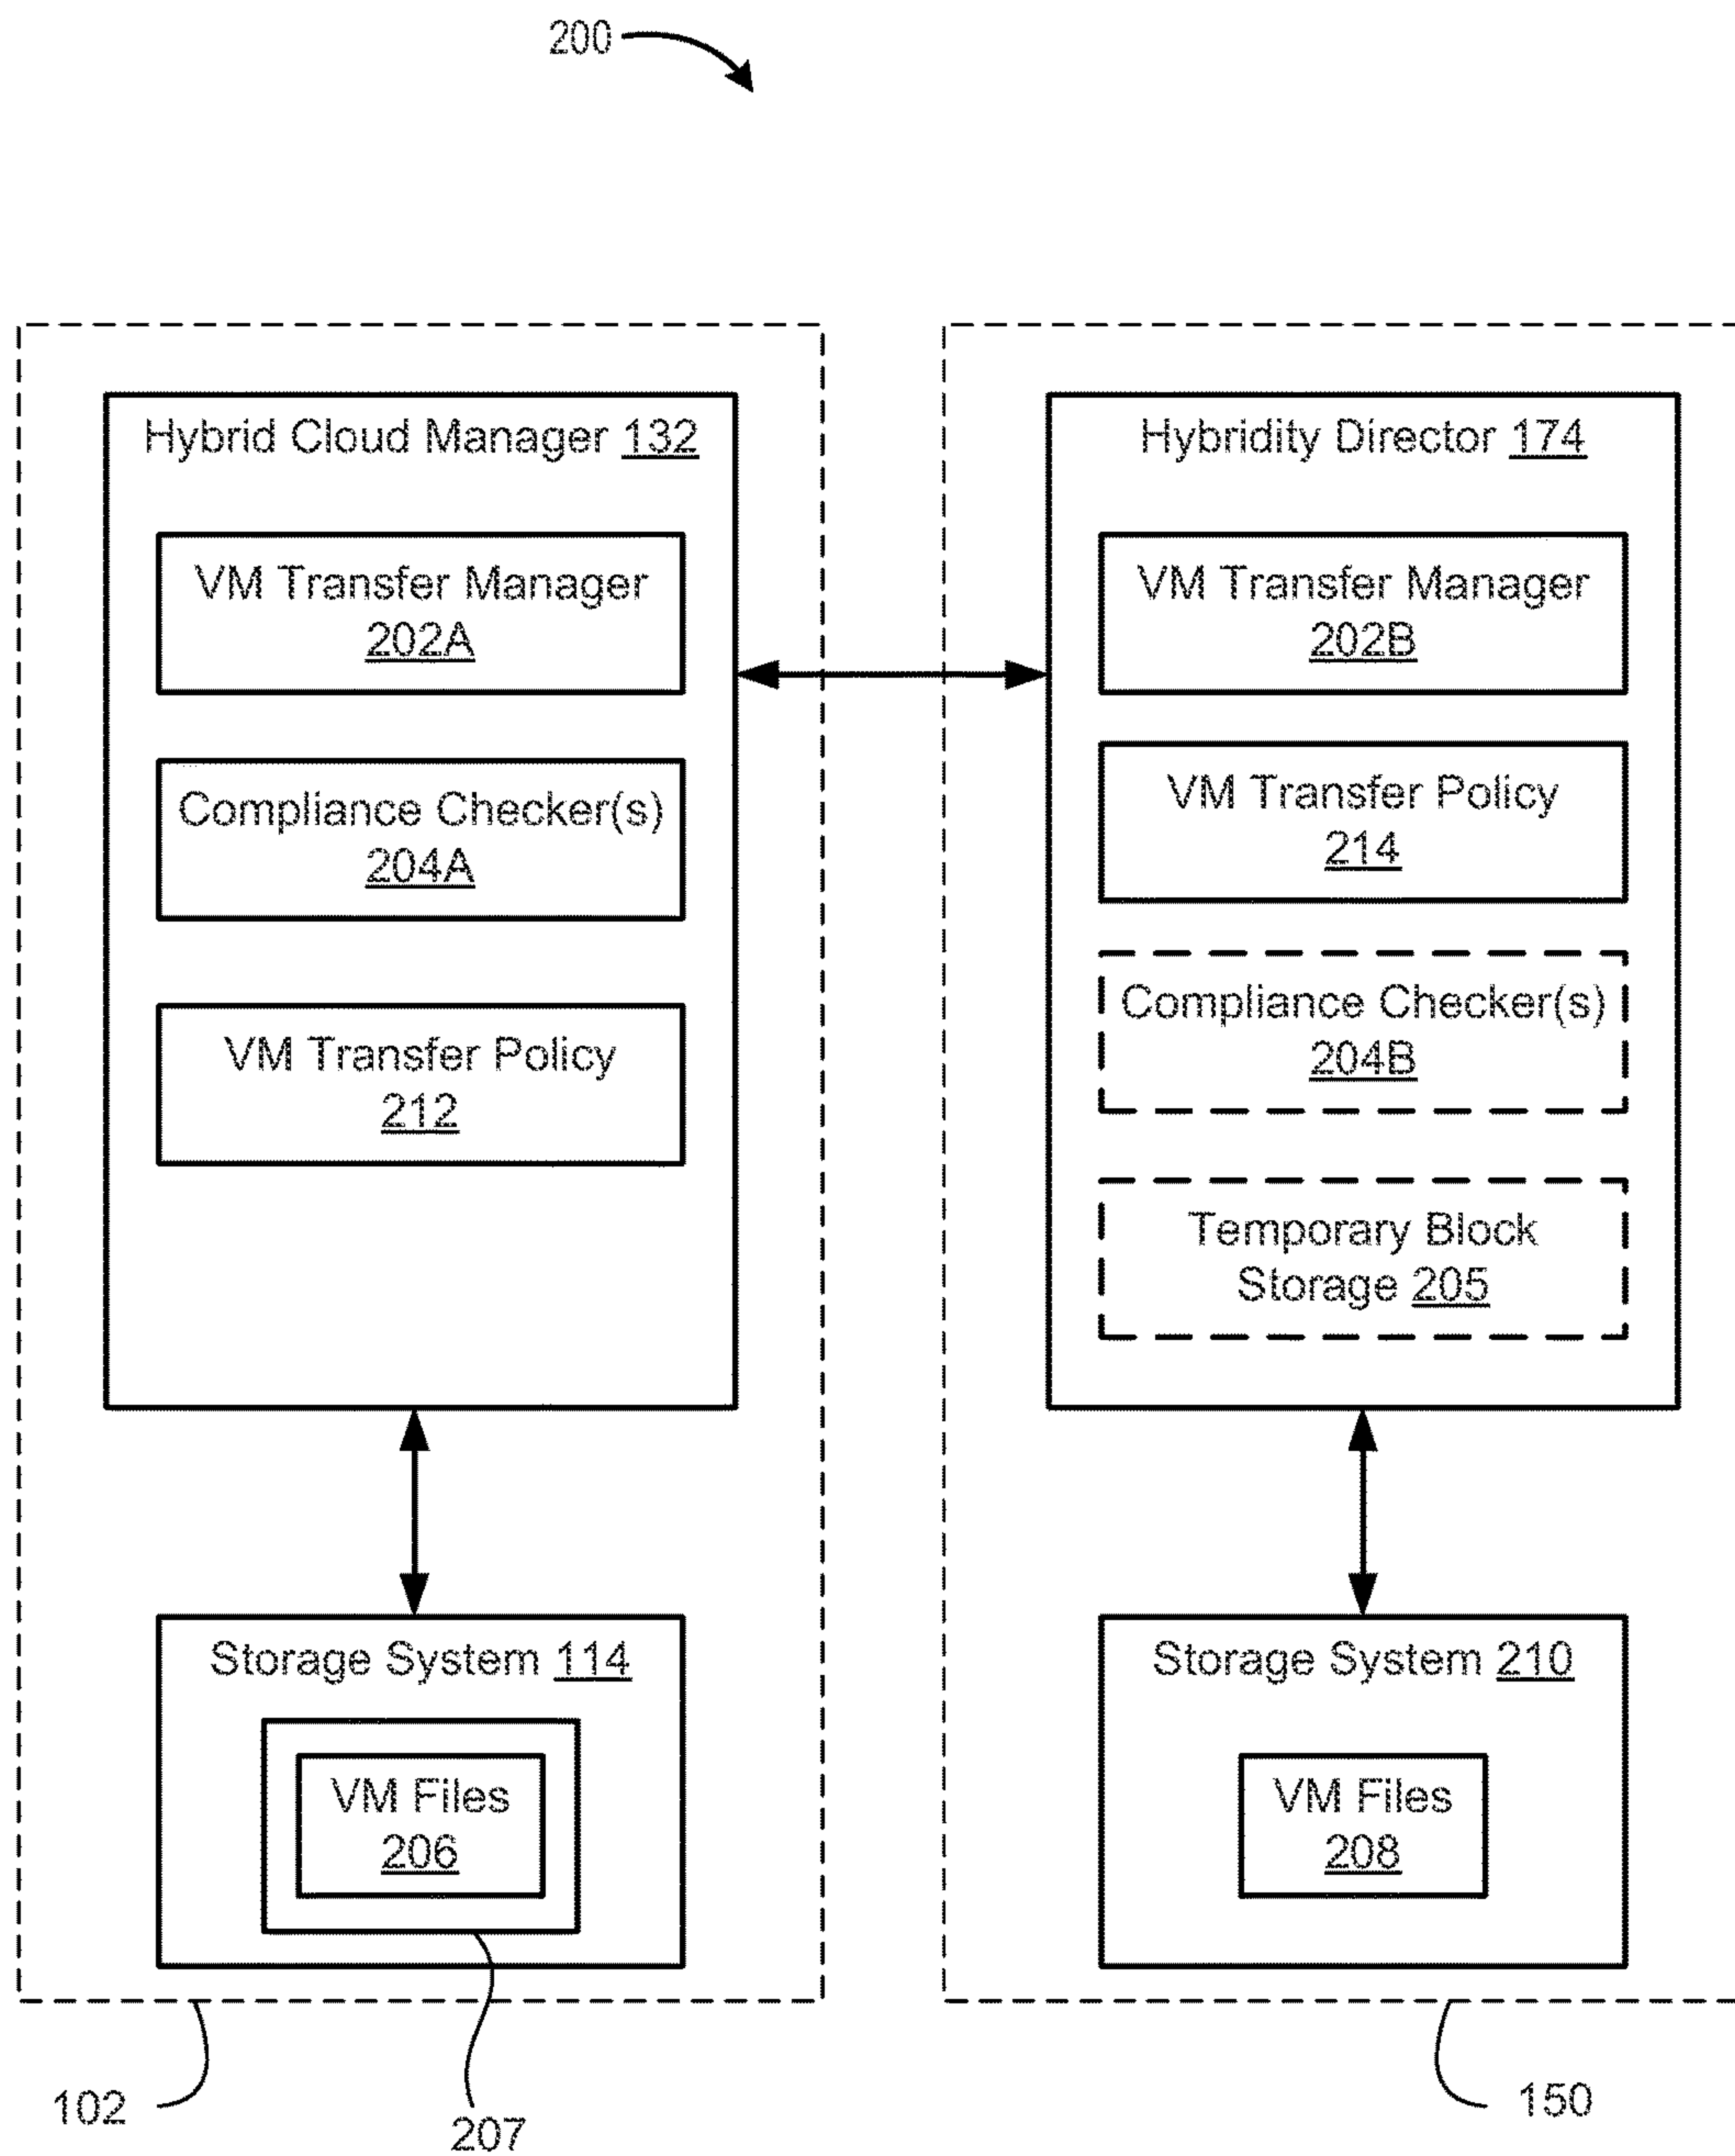 200
Hybrid Cloud Manager 132
VM Transfer Manager
202A
Compliance Checker(s)
204A
VM Transfer Policy
212
Storage System 114
VM Files
206
102
207
Hybridity Director 174
VM Transfer Manager
202B
VM Transfer Policy
214
Compliance Checker(s)
204B
Temporary Block
Storage 205
Storage System 210
VM Files
208
150